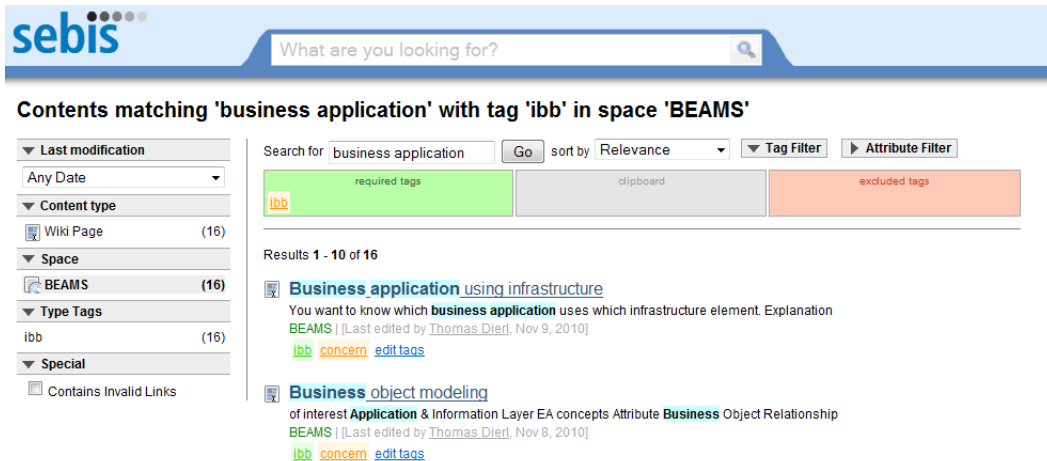 sebis
What are you looking for?
Contents matching 'business application' with tag 'ibb' in space 'BEAMS'
Last modification
Any Date
Content type
Wiki Page (16)
Space
BEAMS (16)
Type Tags
ibb (16)
Special
Contains Invalid Links
Search for business application Go sort by Relevance Tag Filter Attribute Filter
required tags clipboard excluded tags
ibb
Results 1 - 10 of 16
Business application using infrastructure
You want to know which business application uses which infrastructure element. Explanation
BEAMS | [Last edited by Thomas Dierl, Nov 9, 2010]
ibb concern edit tags
Business object modeling
of interest Application & Information Layer EA concepts Attribute Business Object Relationship
BEAMS | [Last edited by Thomas Dierl, Nov 8, 2010]
ibb concern edit tags